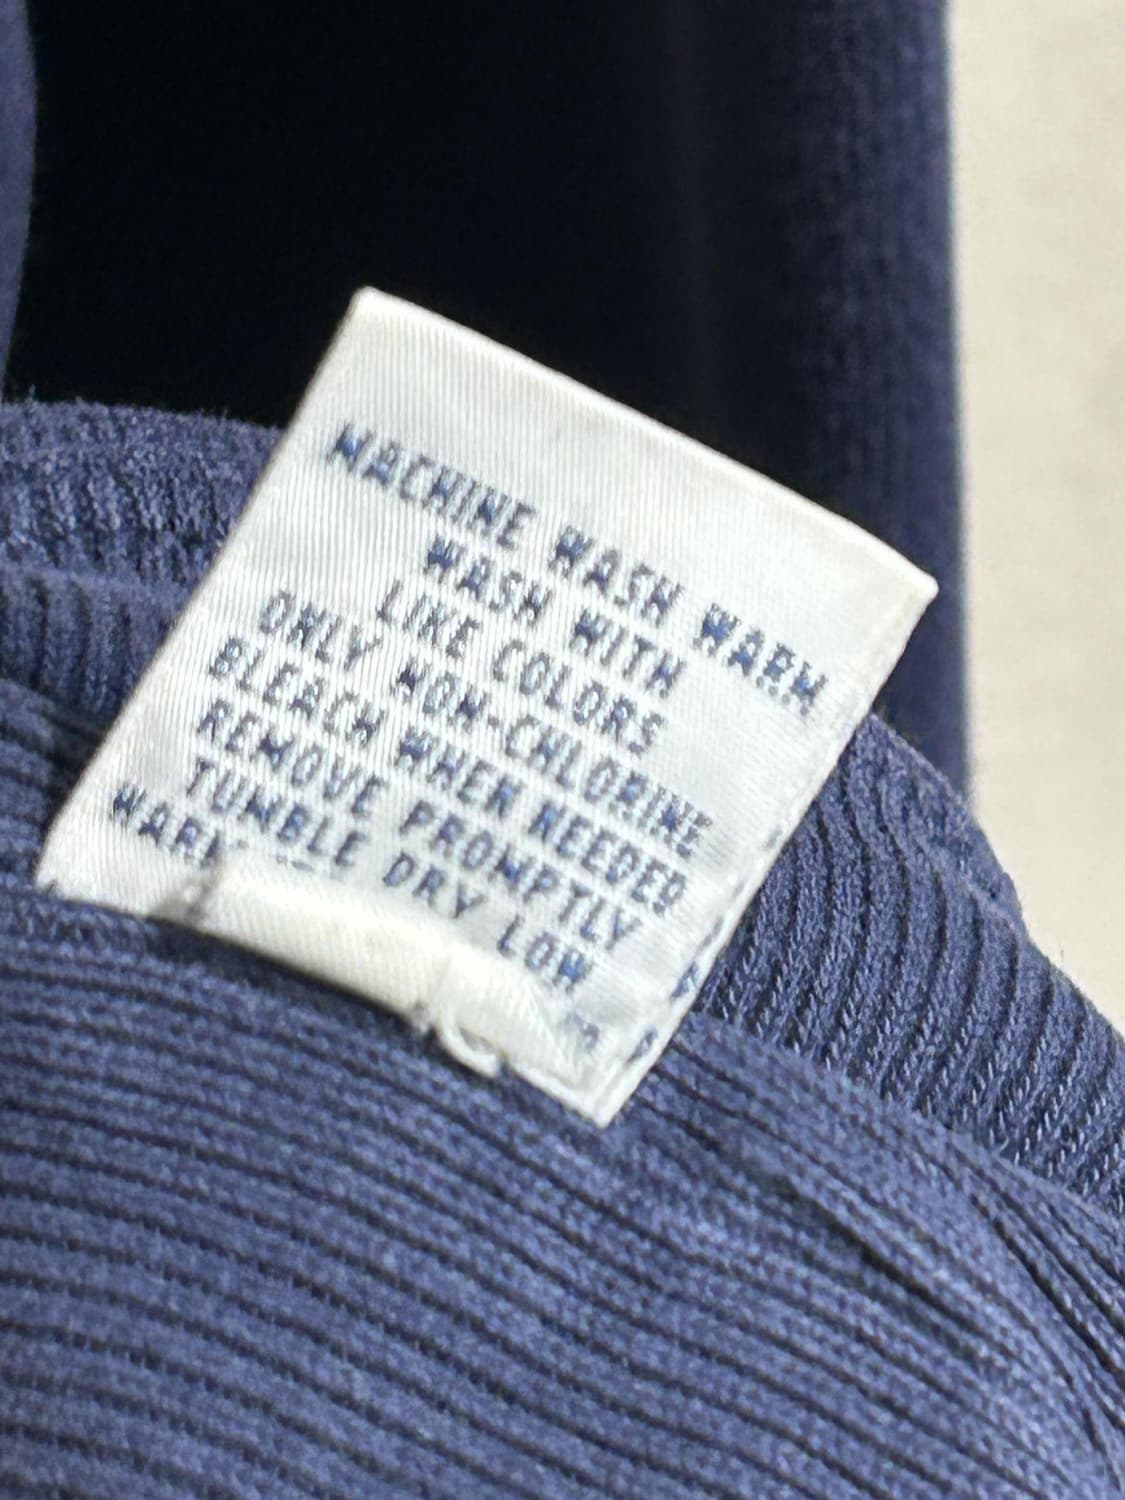 MACHINE WASH WARM
WASH WITH
LIKE COLORS
ONLY NON-CHLORINE
BLEACH WHEN NEEDED
REMOVE PROMPTLY
TUMBLE DRY LOW